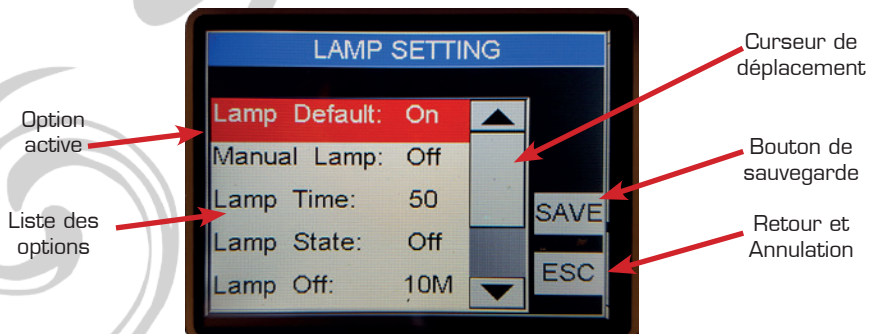 LAMP SETTING
Lamp Default: On
Manual Lamp: Off
Lamp Time: 50
Lamp State: Off
Lamp Off: 10M
SAVE
ESC
Option
active
Liste des
options
Curseur de
déplacement
Bouton de
sauvegarde
Retour et
Annulation